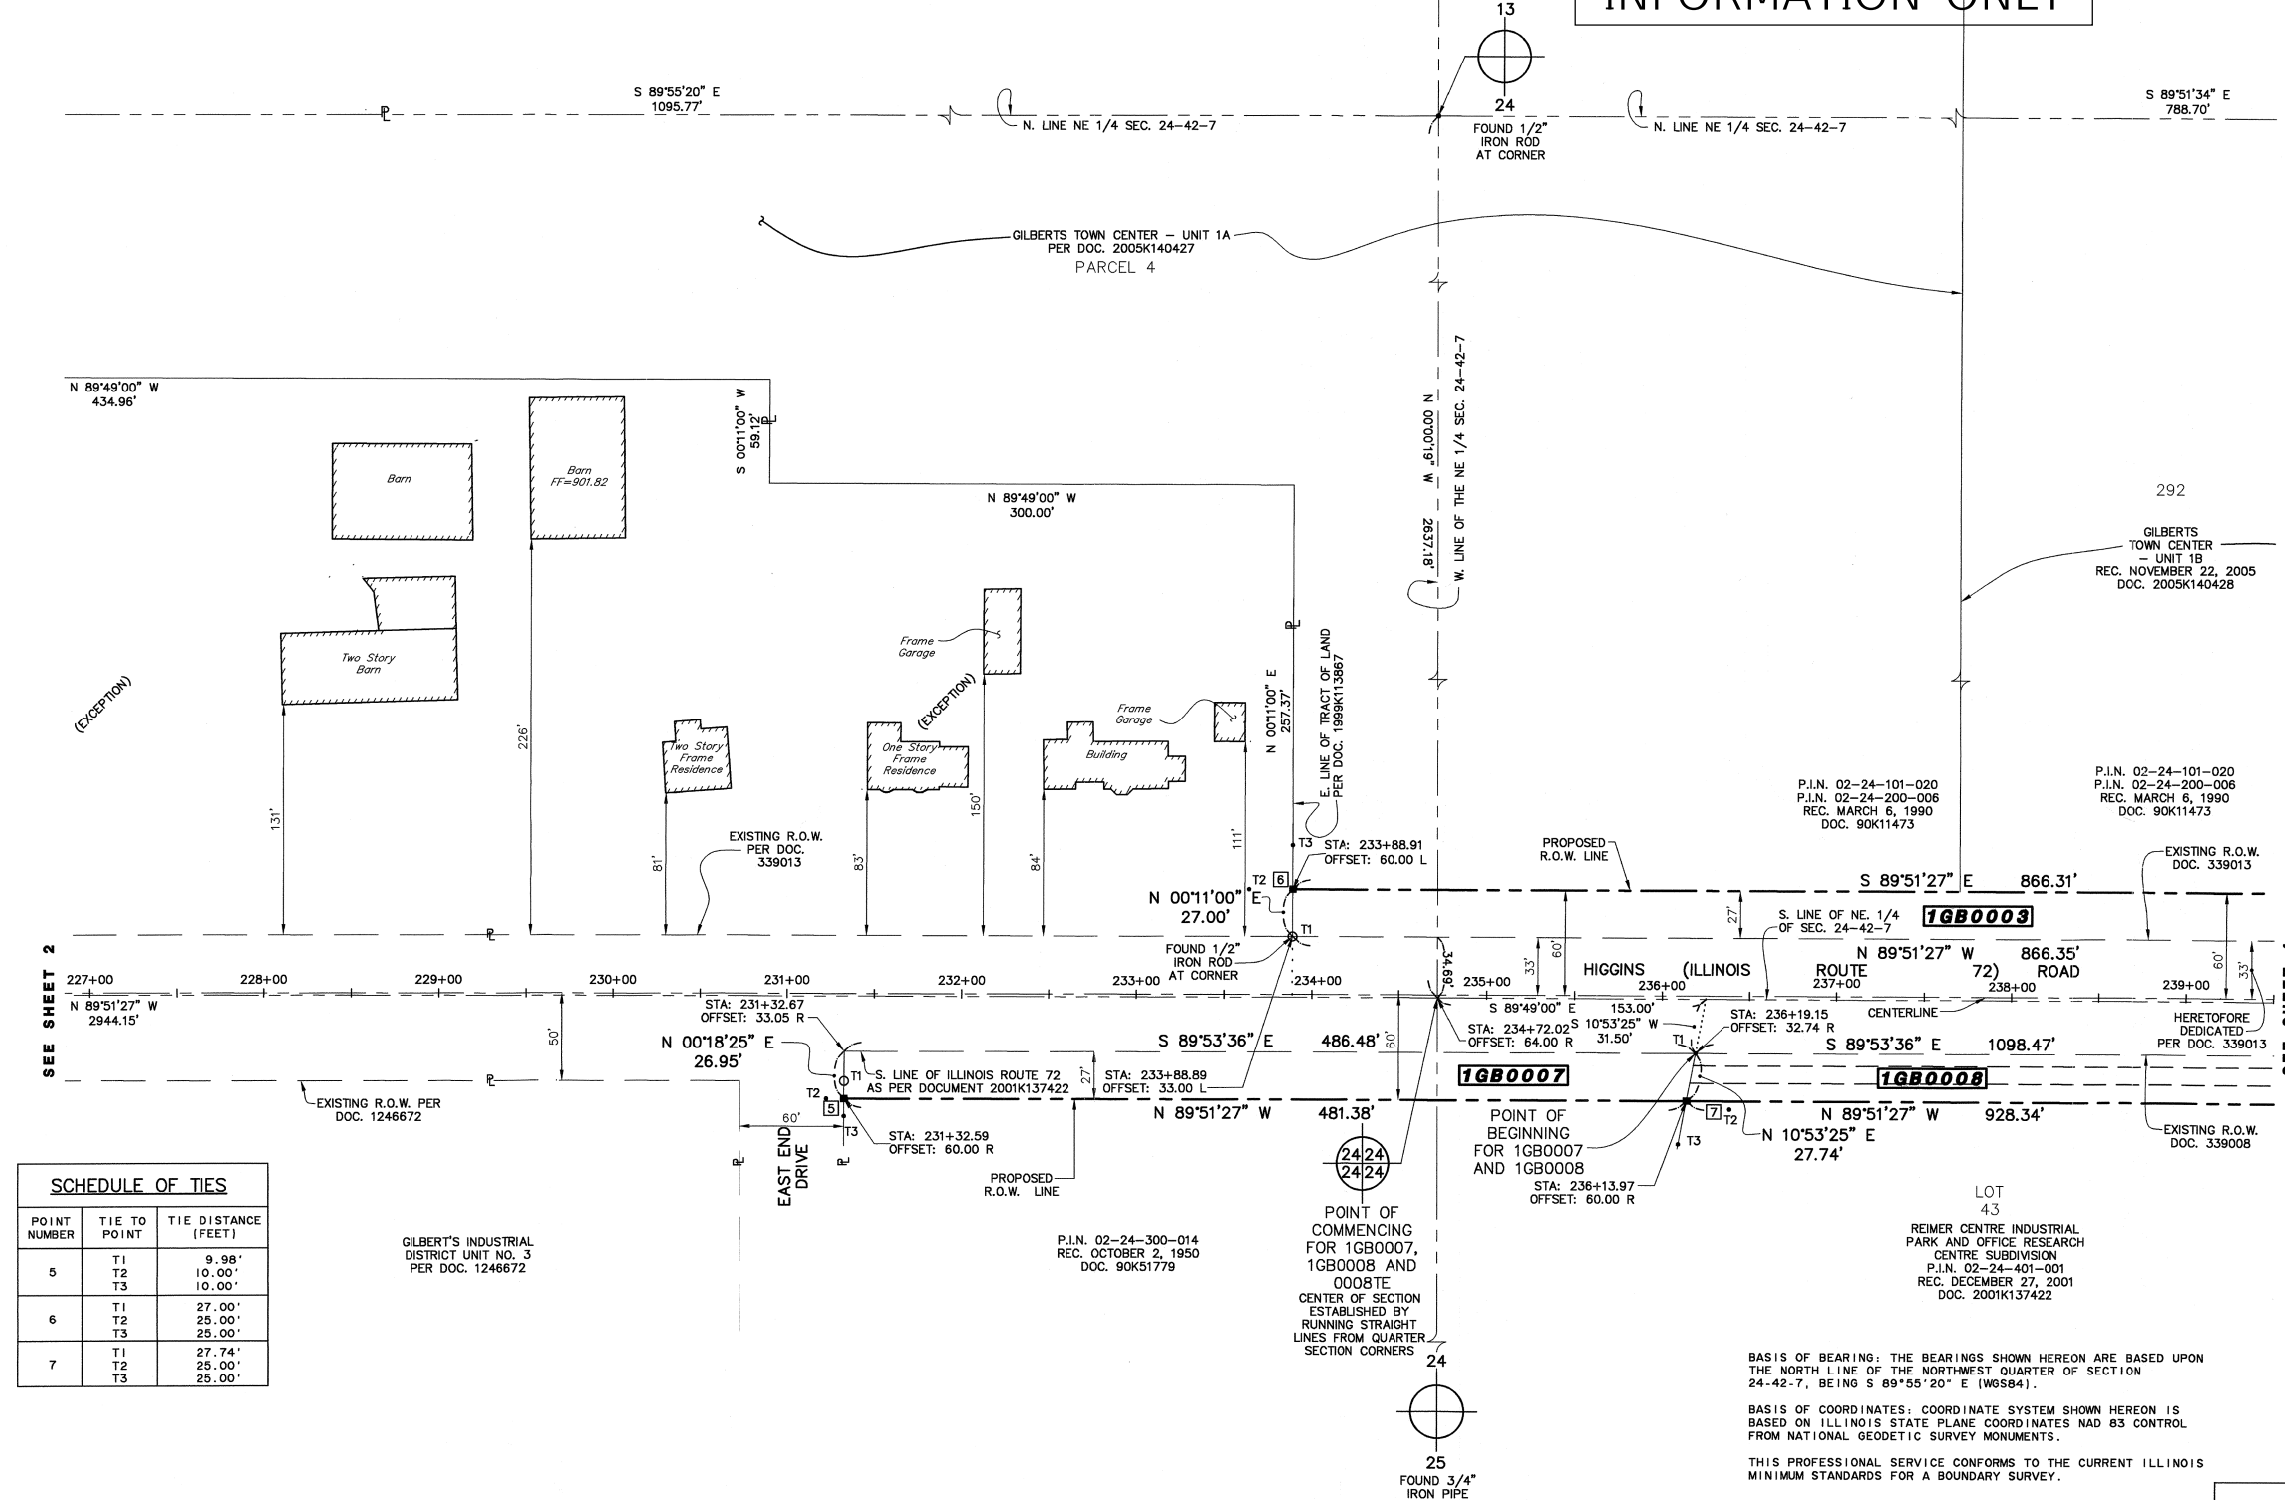 INFORMATION ONLY
13
24
FOUND 1/2"
IRON ROD
AT CORNER
S 89°55'20" E
1095.77'
N. LINE NE 1/4 SEC. 24-42-7
N. LINE NE 1/4 SEC. 24-42-7
S 89°51'34" E
788.70'
GILBERTS TOWN CENTER - UNIT 1A
PER DOC. 2005K140427
PARCEL 4
N 89°49'00" W
434.96'
S 00°11'00" W
59.12'
N 89°49'00" W
300.00'
N 00°00'19" W 2637.18'
W. LINE OF THE NE 1/4 SEC. 24-42-7
292
GILBERTS
TOWN CENTER
- UNIT 1B
REC. NOVEMBER 22, 2005
DOC. 2005K140428
Barn
Barn
FF=901.82
Two Story
Barn
Frame
Garage
(EXCEPTION)
(EXCEPTION)
Two Story
Frame
Residence
One Story
Frame
Residence
Frame
Garage
Building
N 00°11'00" E
257.37'
E. LINE OF TRACT OF LAND
PER DOC. 1999K113867
131'
226'
81'
83'
150'
84'
111'
EXISTING R.O.W.
PER DOC.
339013
P.I.N. 02-24-101-020
P.I.N. 02-24-200-006
REC. MARCH 6, 1990
DOC. 90K11473
P.I.N. 02-24-101-020
P.I.N. 02-24-200-006
REC. MARCH 6, 1990
DOC. 90K11473
T3
STA: 233+88.91
OFFSET: 60.00 L
PROPOSED
R.O.W. LINE
EXISTING R.O.W.
DOC. 339013
T2
6
N 00°11'00" E
27.00'
T1
S 89°51'27" E 866.31'
27'
S. LINE OF NE. 1/4
OF SEC. 24-42-7
1GB0003
FOUND 1/2"
IRON ROD
AT CORNER
34.69'
33'
60'
N 89°51'27" W 866.35'
60'
33'
SEE SHEET 2
227+00
228+00
229+00
230+00
231+00
232+00
233+00
234+00
235+00
236+00
237+00
238+00
239+00
HIGGINS (ILLINOIS ROUTE 72) ROAD
N 89°51'27" W
2944.15'
STA: 231+32.67
OFFSET: 33.05 R
S 89°49'00" E 153.00'
CENTERLINE
HERETOFORE
DEDICATED
PER DOC. 339013
50'
N 00°18'25" E
26.95'
S 89°53'36" E 486.48'
60'
STA: 234+72.02
OFFSET: 64.00 R
S 10°53'25" W
31.50'
STA: 236+19.15
OFFSET: 32.74 R
T1
S 89°53'36" E 1098.47'
T1
S. LINE OF ILLINOIS ROUTE 72
AS PER DOCUMENT 2001K137422
27'
STA: 233+88.89
OFFSET: 33.00 L
1GB0007
1GB0008
T2
5
EXISTING R.O.W. PER
DOC. 1246672
60'
T3
N 89°51'27" W 481.38'
POINT OF
BEGINNING
FOR 1GB0007
AND 1GB0008
7
T2
T3
N 89°51'27" W 928.34'
N 10°53'25" E
27.74'
EXISTING R.O.W.
DOC. 339008
EAST END
DRIVE
STA: 231+32.59
OFFSET: 60.00 R
PROPOSED
R.O.W. LINE
24 24
24 24
STA: 236+13.97
OFFSET: 60.00 R
SCHEDULE OF TIES
POINT NUMBER TIE TO POINT TIE DISTANCE (FEET)
5 T1 9.98'
T2 10.00'
T3 10.00'
6 T1 27.00'
T2 25.00'
T3 25.00'
7 T1 27.74'
T2 25.00'
T3 25.00'
GILBERT'S INDUSTRIAL
DISTRICT UNIT NO. 3
PER DOC. 1246672
P.I.N. 02-24-300-014
REC. OCTOBER 2, 1950
DOC. 90K51779
POINT OF
COMMENCING
FOR 1GB0007,
1GB0008 AND
0008TE
CENTER OF SECTION
ESTABLISHED BY
RUNNING STRAIGHT
LINES FROM QUARTER
SECTION CORNERS
LOT
43
REIMER CENTRE INDUSTRIAL
PARK AND OFFICE RESEARCH
CENTRE SUBDIVISION
P.I.N. 02-24-401-001
REC. DECEMBER 27, 2001
DOC. 2001K137422
24
25
FOUND 3/4"
IRON PIPE
BASIS OF BEARING: THE BEARINGS SHOWN HEREON ARE BASED UPON
THE NORTH LINE OF THE NORTHWEST QUARTER OF SECTION
24-42-7, BEING S 89°55'20" E (WGS84).
BASIS OF COORDINATES: COORDINATE SYSTEM SHOWN HEREON IS
BASED ON ILLINOIS STATE PLANE COORDINATES NAD 83 CONTROL
FROM NATIONAL GEODETIC SURVEY MONUMENTS.
THIS PROFESSIONAL SERVICE CONFORMS TO THE CURRENT ILLINOIS
MINIMUM STANDARDS FOR A BOUNDARY SURVEY.